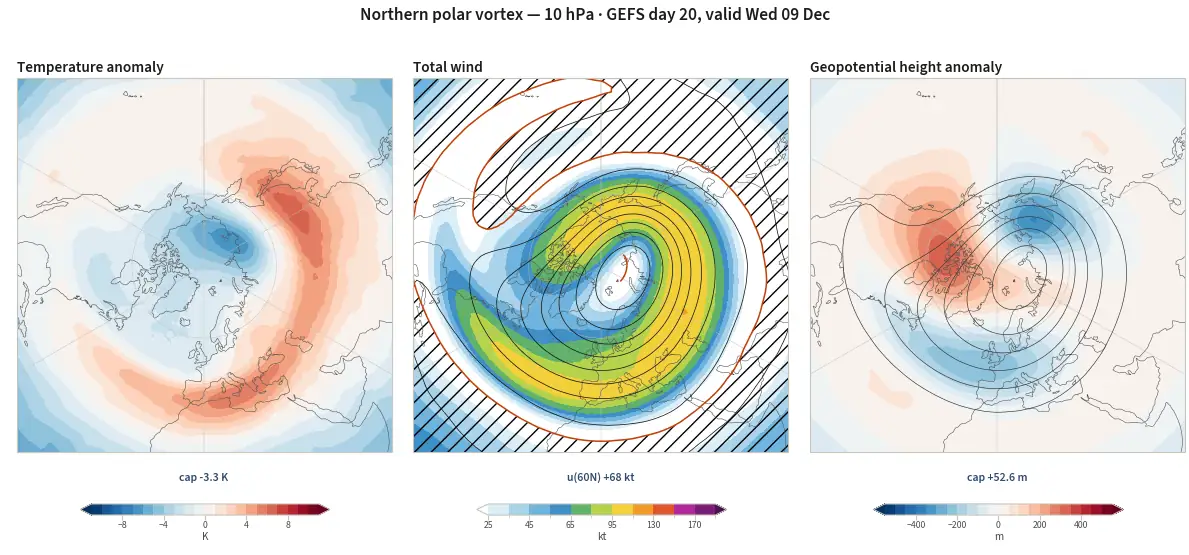 Northern polar vortex — 10 hPa · GEFS day 20, valid Wed 09 Dec
Temperature anomaly
Total wind
Geopotential height anomaly
cap -3.3 K
u(60N) +68 kt
cap +52.6 m
−8 −4 0 4 8
K
25 45 65 95 130 170
kt
−400 −200 0 200 400
m